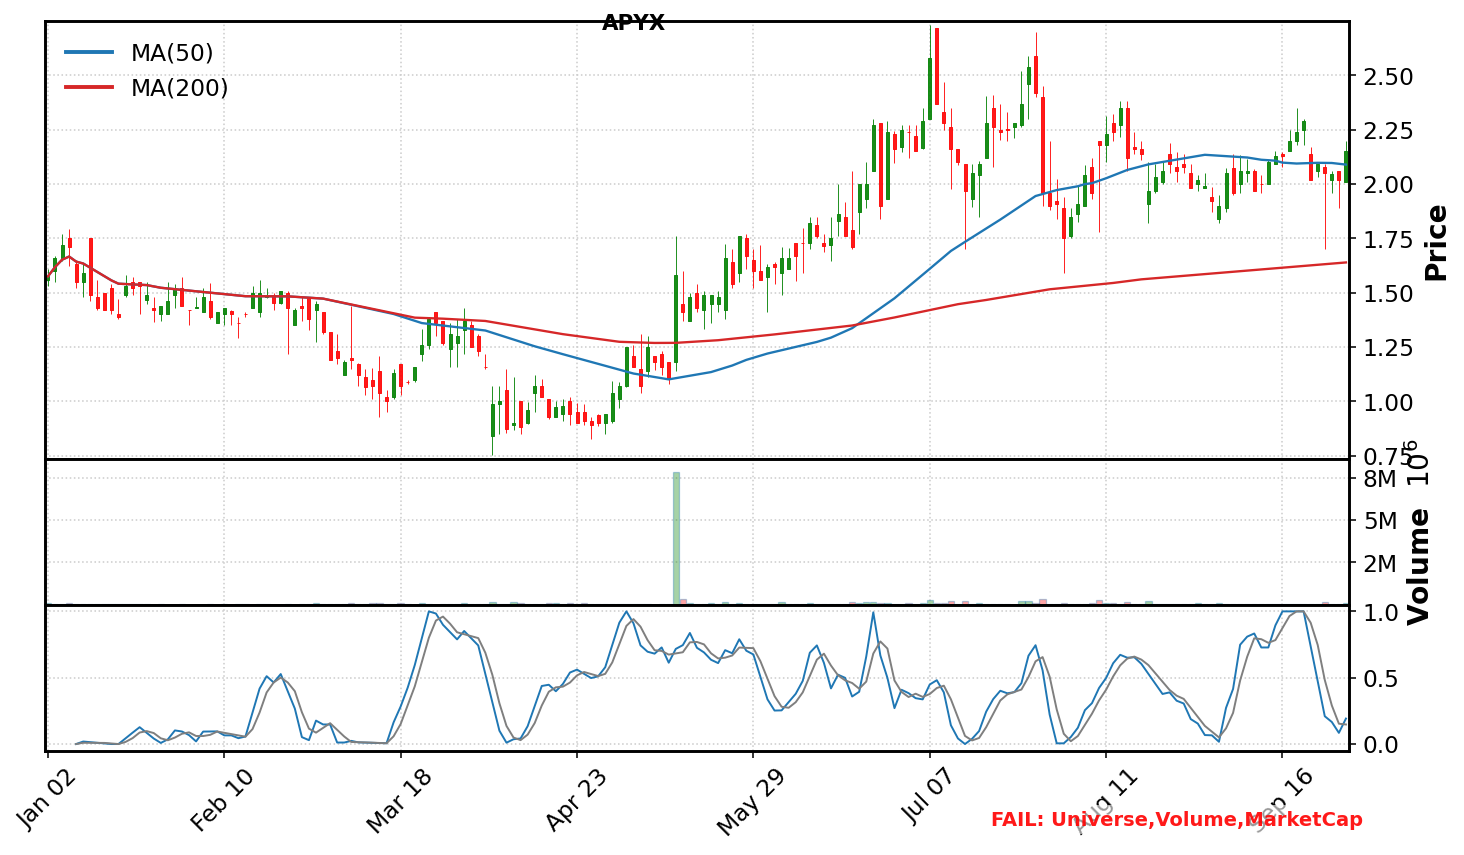 APYX
MA(50)
MA(200)
2.50
2.25
2.00
1.75
1.50
1.25
1.00
0.75
Price
10^6
8M
5M
2M
Volume
1.0
0.5
0.0
Jan 02
Feb 10
Mar 18
Apr 23
May 29
Jul 07
Aug 11
Sep 16
FAIL: Universe,Volume,MarketCap